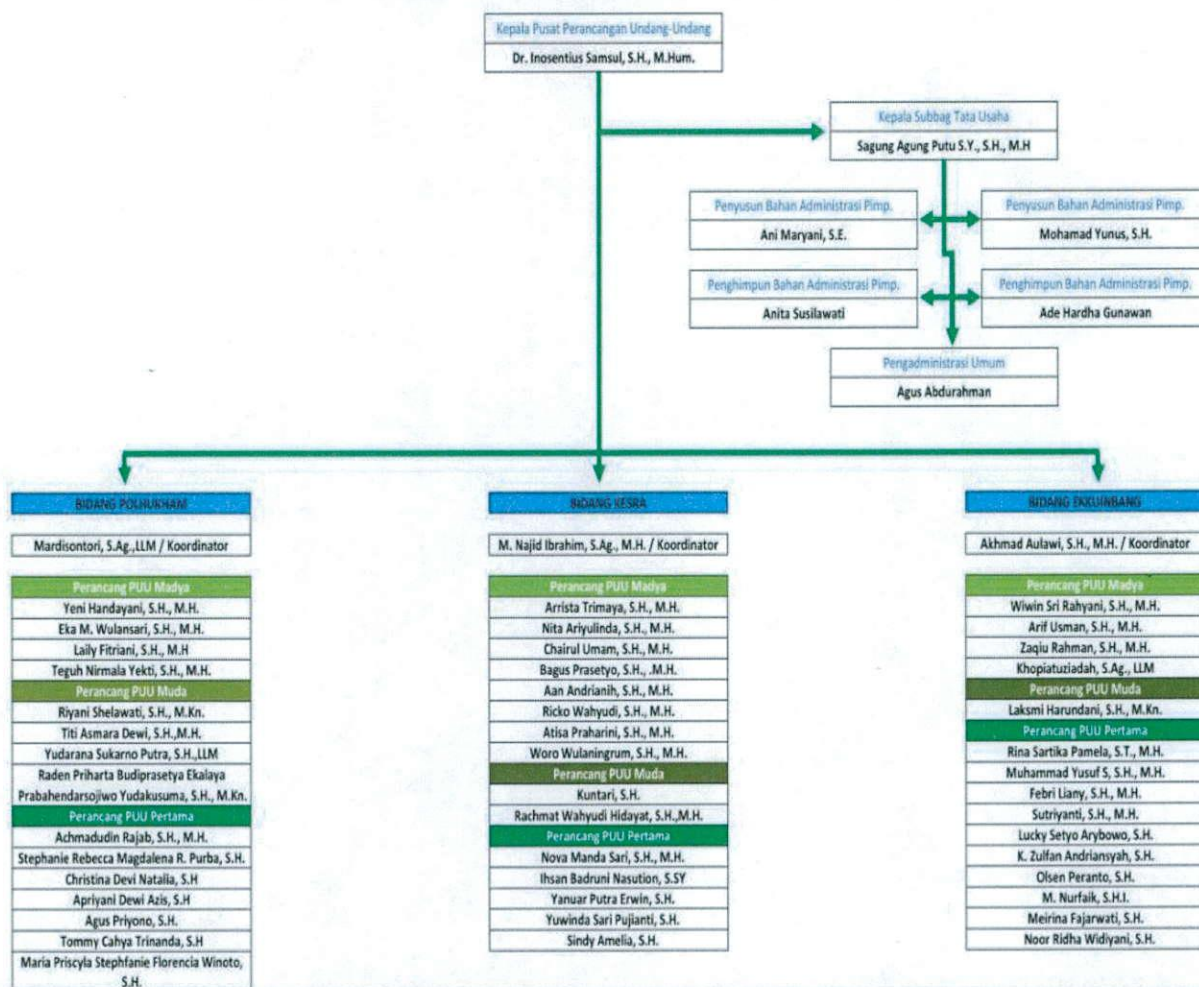 Kepala Pusat Perancangan Undang-Undang
Dr. Inosentius Samsul, S.H., M.Hum.
Kepala Subbag Tata Usaha
Sagung Agung Putu S.Y., S.H., M.H
Penyusun Bahan Administrasi Pimp.
Ani Maryani, S.E.
Penyusun Bahan Administrasi Pimp.
Mohamad Yunus, S.H.
Penghimpun Bahan Administrasi Pimp.
Anita Susilawati
Penghimpun Bahan Administrasi Pimp.
Ade Hardha Gunawan
Pengadministrasi Umum
Agus Abdurahman
BIDANG POLHUKHAM
Mardisontori, S.Ag.,LLM / Koordinator
Perancang PUU Madya
Yeni Handayani, S.H., M.H.
Eka M. Wulansari, S.H., M.H.
Laily Fitriani, S.H., M.H
Teguh Nirmala Yekti, S.H., M.H.
Perancang PUU Muda
Riyani Shelawati, S.H., M.Kn.
Titi Asmara Dewi, S.H.,M.H.
Yudarana Sukarno Putra, S.H.,LLM
Raden Priharta Budiprasetya Ekalaya
Prabahendarsojiwo Yudakusuma, S.H., M.Kn.
Perancang PUU Pertama
Achmadudin Rajab, S.H., M.H.
Stephanie Rebecca Magdalena R. Purba, S.H.
Christina Devi Natalia, S.H
Apriyani Dewi Azis, S.H
Agus Priyono, S.H.
Tommy Cahya Trinanda, S.H
Maria Priscyla Stephfanie Florencia Winoto,
S.H.
BIDANG KESRA
M. Najid Ibrahim, S.Ag., M.H. / Koordinator
Perancang PUU Madya
Arrista Trimaya, S.H., M.H.
Nita Ariyulinda, S.H., M.H.
Chairul Umam, S.H., M.H.
Bagus Prasetyo, S.H., .M.H.
Aan Andrianih, S.H., M.H.
Ricko Wahyudi, S.H., M.H.
Atisa Praharini, S.H., M.H.
Woro Wulaningrum, S.H., M.H.
Perancang PUU Muda
Kuntari, S.H.
Rachmat Wahyudi Hidayat, S.H.,M.H.
Perancang PUU Pertama
Nova Manda Sari, S.H., M.H.
Ihsan Badruni Nasution, S.SY
Yanuar Putra Erwin, S.H.
Yuwinda Sari Pujianti, S.H.
Sindy Amelia, S.H.
BIDANG EKKUINBANG
Akhmad Aulawi, S.H., M.H. / Koordinator
Perancang PUU Madya
Wiwin Sri Rahyani, S.H., M.H.
Arif Usman, S.H., M.H.
Zaqiu Rahman, S.H., M.H.
Khopiatuziadah, S.Ag., LLM
Perancang PUU Muda
Laksmi Harundani, S.H., M.Kn.
Perancang PUU Pertama
Rina Sartika Pamela, S.T., M.H.
Muhammad Yusuf S, S.H., M.H.
Febri Liany, S.H., M.H.
Sutriyanti, S.H., M.H.
Lucky Setyo Arybowo, S.H.
K. Zulfan Andriansyah, S.H.
Olsen Peranto, S.H.
M. Nurfaik, S.H.I.
Meirina Fajarwati, S.H.
Noor Ridha Widiyani, S.H.